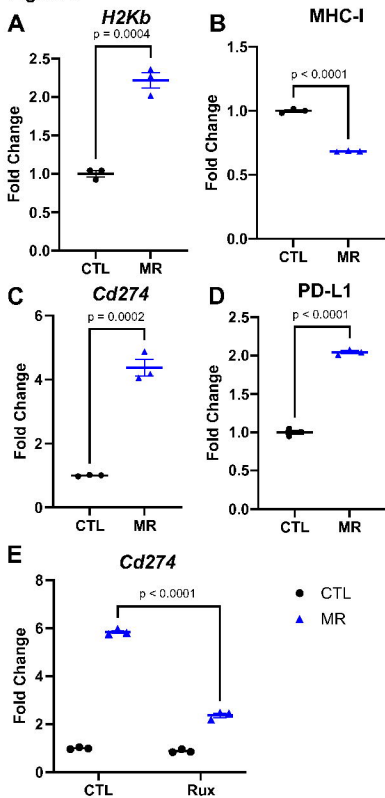 A
H2Kb
p = 0.0004
Fold Change
2.5
2.0
1.5
1.0
0.5
0.0
CTL MR
B
MHC-I
p < 0.0001
Fold Change
1.5
1.0
0.5
0.0
CTL MR
C
Cd274
p = 0.0002
Fold Change
6
4
2
0
CTL MR
D
PD-L1
p < 0.0001
Fold Change
2.5
2.0
1.5
1.0
0.5
0.0
CTL MR
E
Cd274
p < 0.0001
Fold Change
8
6
4
2
0
CTL Rux
CTL
MR